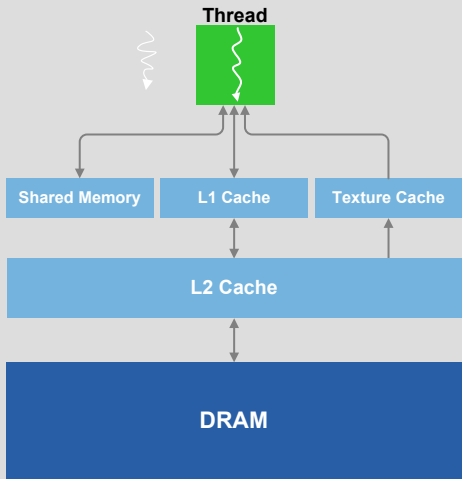 Thread
Shared Memory
L1 Cache
Texture Cache
L2 Cache
DRAM